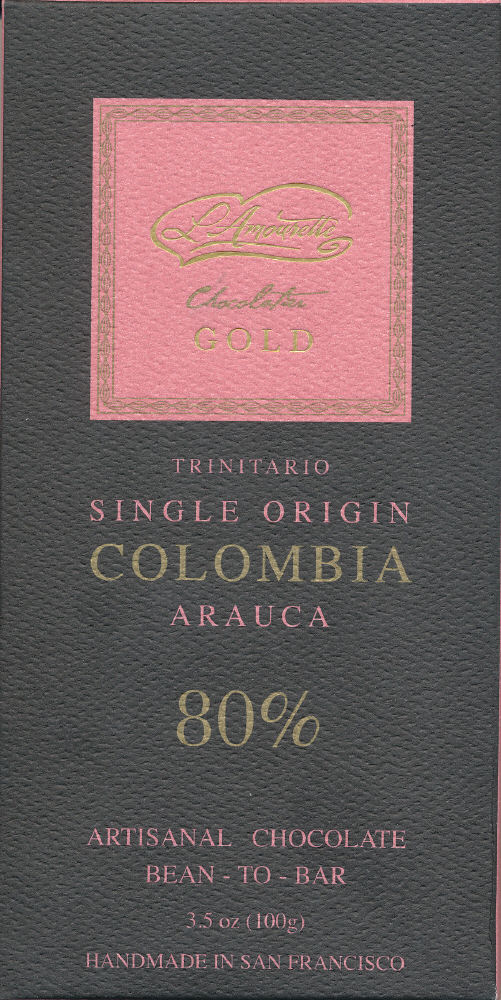 L'Amourette
Chocolatier
GOLD
TRINITARIO
SINGLE ORIGIN
COLOMBIA
ARAUCA
80%
ARTISANAL CHOCOLATE
BEAN - TO - BAR
3.5 oz (100g)
HANDMADE IN SAN FRANCISCO